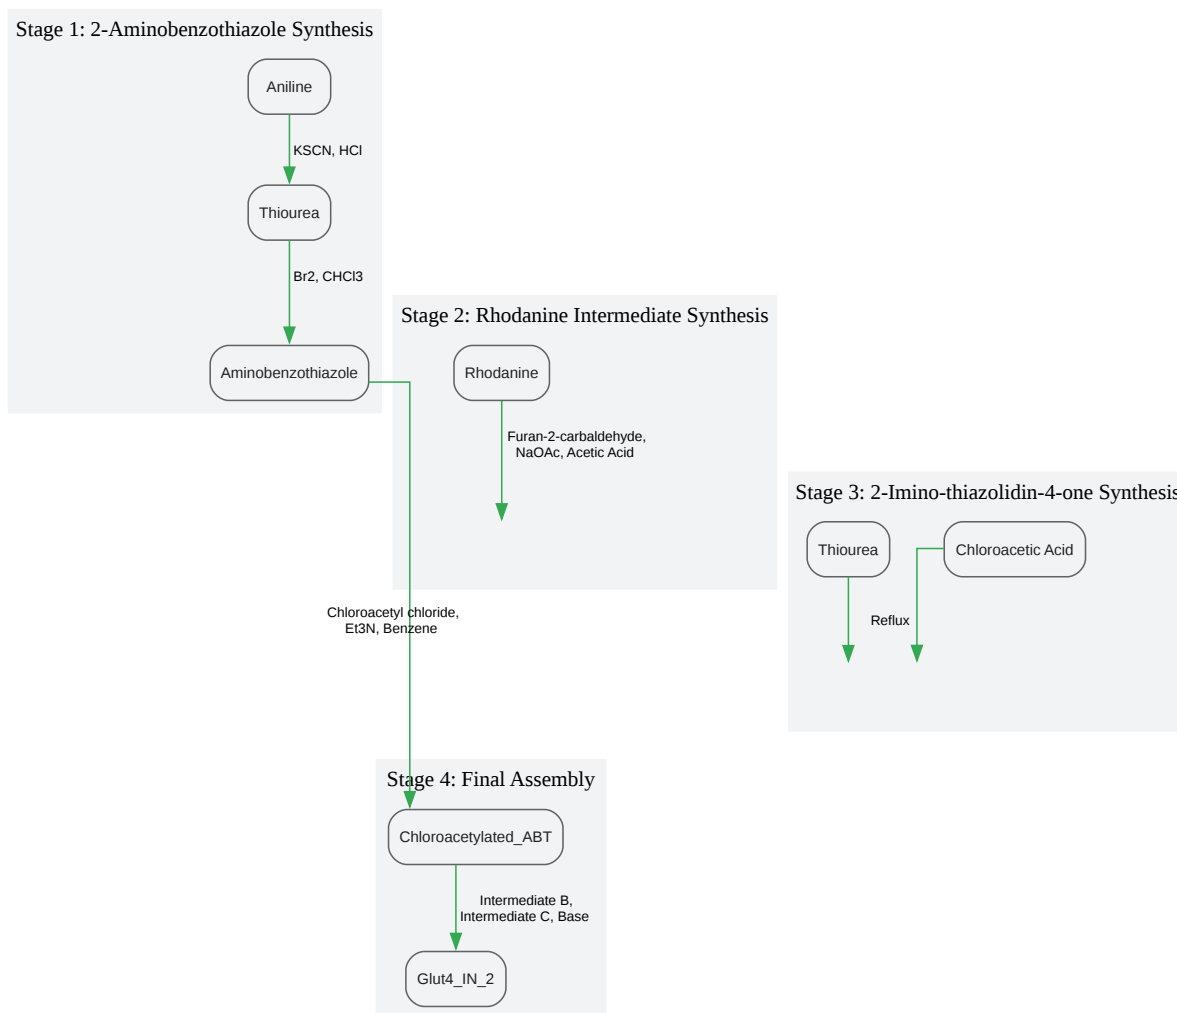 Stage 1: 2-Aminobenzothiazole Synthesis
Aniline
KSCN, HCl
Thiourea
Br2, CHCl3
Aminobenzothiazole
Stage 2: Rhodanine Intermediate Synthesis
Rhodanine
Furan-2-carbaldehyde,
NaOAc, Acetic Acid
Stage 3: 2-Imino-thiazolidin-4-one Synthesis
Thiourea
Chloroacetic Acid
Reflux
Chloroacetyl chloride,
Et3N, Benzene
Stage 4: Final Assembly
Chloroacetylated_ABT
Intermediate B,
Intermediate C, Base
Glut4_IN_2